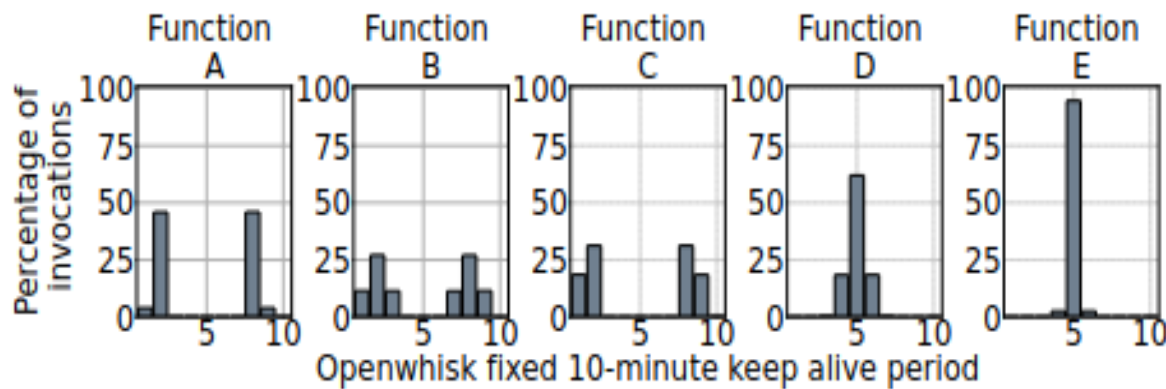 Function Function Function Function Function
A B C D E
Percentage of
invocations
100 100 100 100 100
75 75 75 75 75
50 50 50 50 50
25 25 25 25 25
0 0 0 0 0
5 10 5 10 5 10 5 10 5 10
Openwhisk fixed 10-minute keep alive period